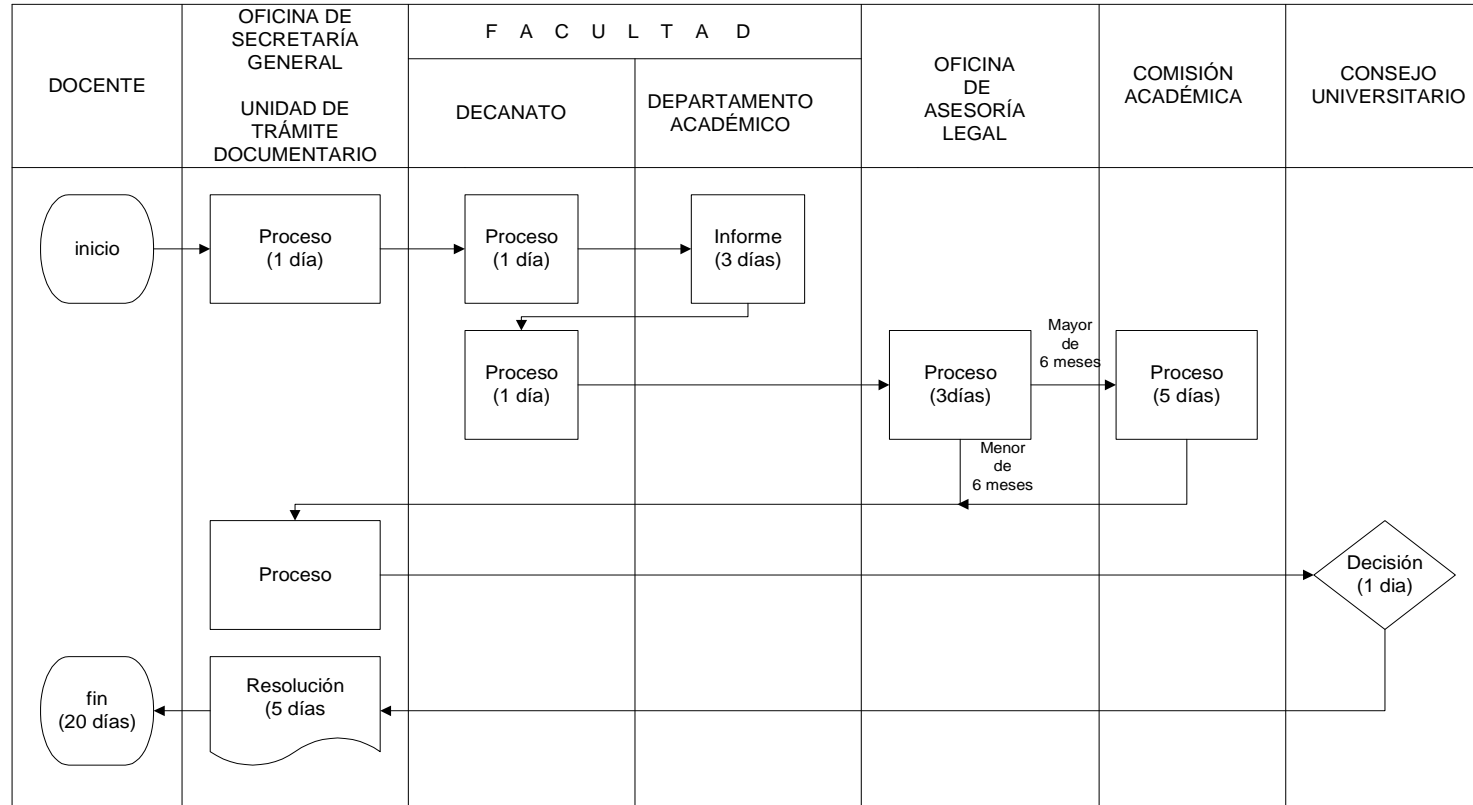 DOCENTE
OFICINA DE
SECRETARÍA
GENERAL
UNIDAD DE
TRÁMITE
DOCUMENTARIO
F A C U L T A D
DECANATO
DEPARTAMENTO
ACADÉMICO
OFICINA
DE
ASESORÍA
LEGAL
COMISIÓN
ACADÉMICA
CONSEJO
UNIVERSITARIO
inicio
Proceso
(1 día)
Proceso
(1 día)
Informe
(3 días)
Proceso
(1 día)
Proceso
(3días)
Mayor
de
6 meses
Proceso
(5 días)
Menor
de
6 meses
Proceso
Decisión
(1 dia)
Resolución
(5 días
fin
(20 días)